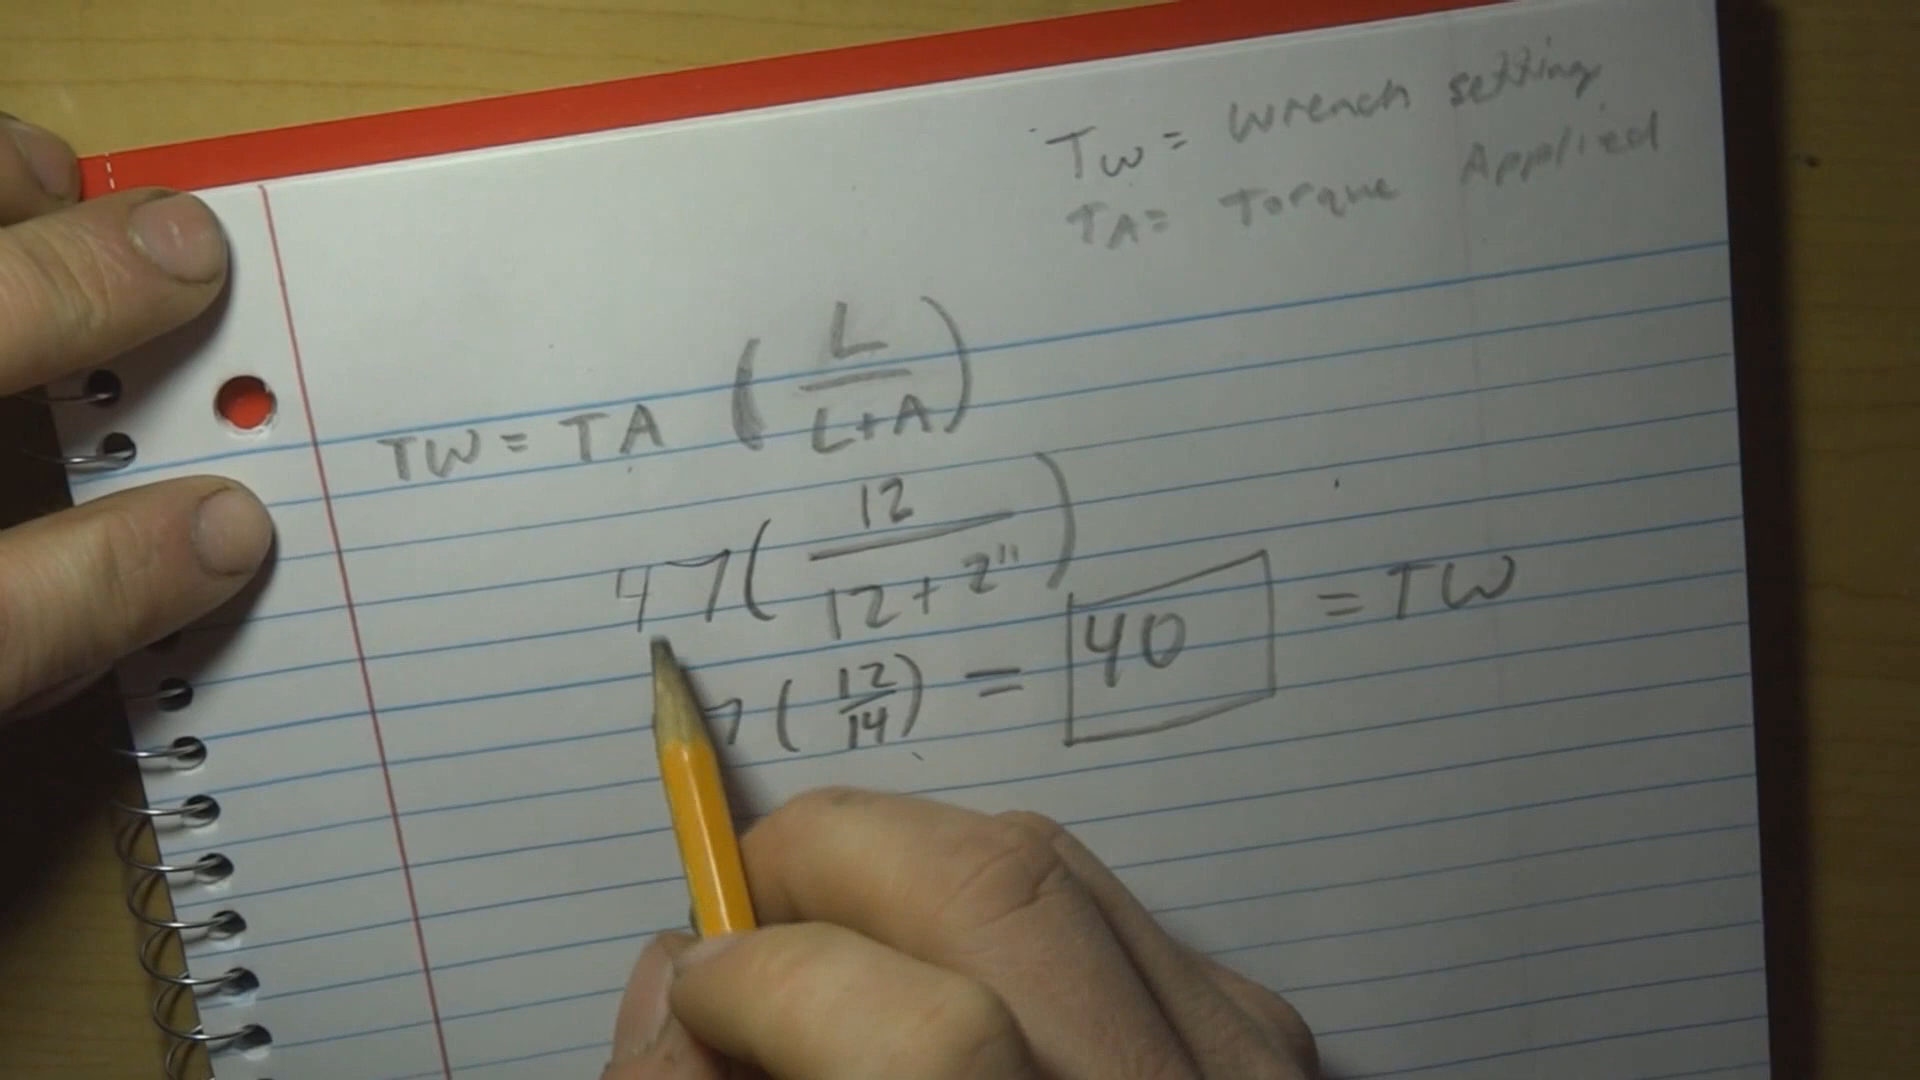 Tw = Wrench setting
TA = Torque Applied
TW = TA (L / L+A)
47 (12 / 12 + 2")
7 (12/14) = 40 = TW